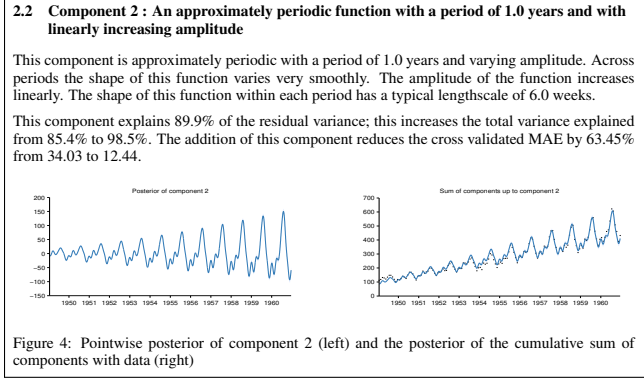 2.2 Component 2 : An approximately periodic function with a period of 1.0 years and with
linearly increasing amplitude
This component is approximately periodic with a period of 1.0 years and varying amplitude. Across
periods the shape of this function varies very smoothly. The amplitude of the function increases
linearly. The shape of this function within each period has a typical lengthscale of 6.0 weeks.
This component explains 89.9% of the residual variance; this increases the total variance explained
from 85.4% to 98.5%. The addition of this component reduces the cross validated MAE by 63.45%
from 34.03 to 12.44.
Posterior of component 2
200
150
100
50
0
−50
−100
−150
1950 1951 1952 1953 1954 1955 1956 1957 1958 1959 1960
Sum of components up to component 2
700
600
500
400
300
200
100
0
1950 1951 1952 1953 1954 1955 1956 1957 1958 1959 1960
Figure 4: Pointwise posterior of component 2 (left) and the posterior of the cumulative sum of
components with data (right)